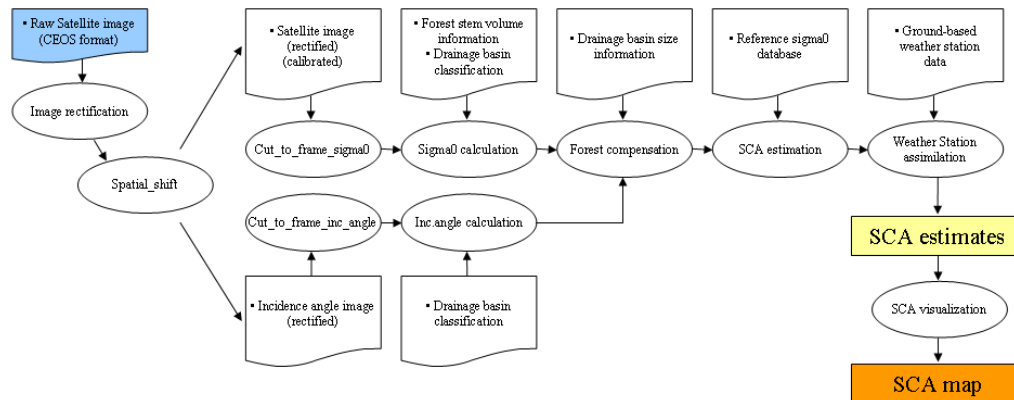 ▪ Raw Satellite image
(CEOS format)
▪ Satellite image
(rectified)
(calibrated)
▪ Forest stem volume
information
▪ Drainage basin
classification
▪ Drainage basin size
information
▪ Reference sigma0
database
▪ Ground-based
weather station
data
Image rectification
Cut_to_frame_sigma0
Sigma0 calculation
Forest compensation
SCA estimation
Weather Station
assimilation
Spatial_shift
Cut_to_frame_inc_angle
Inc.angle calculation
SCA estimates
▪ Incidence angle image
(rectified)
▪ Drainage basin
classification
SCA visualization
SCA map